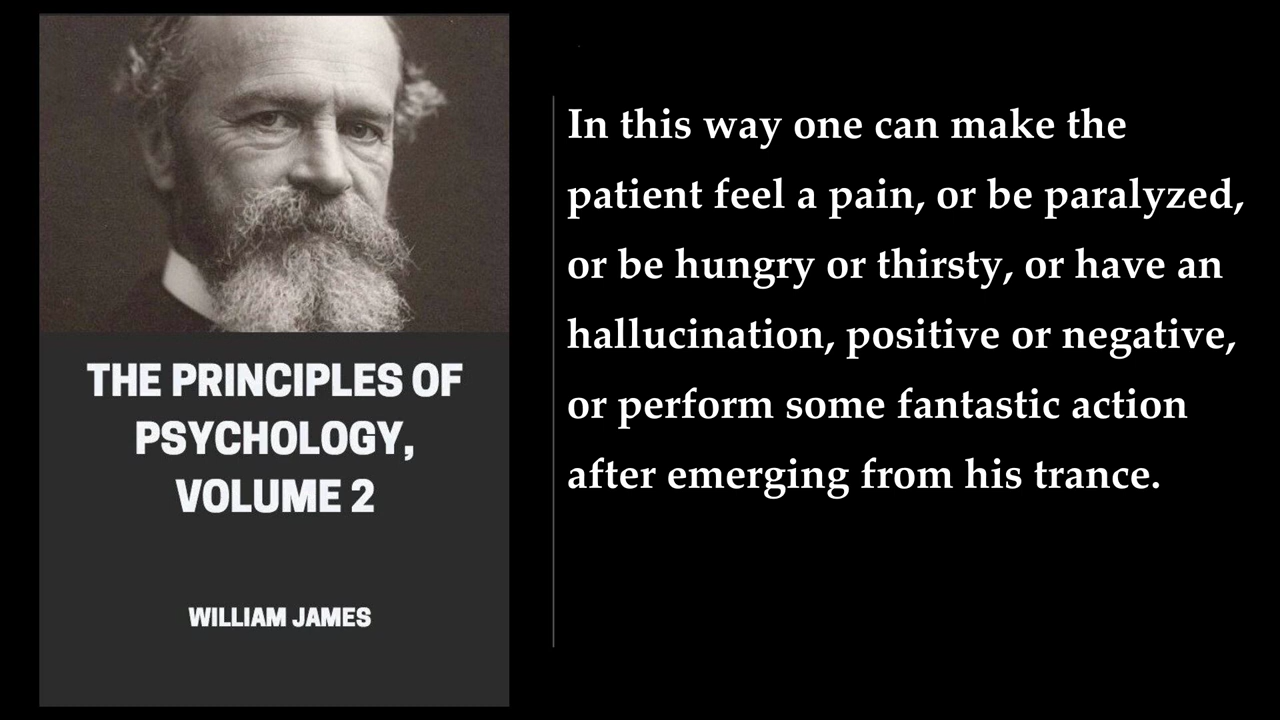 THE PRINCIPLES OF
PSYCHOLOGY,
VOLUME 2
WILLIAM JAMES
In this way one can make the
patient feel a pain, or be paralyzed,
or be hungry or thirsty, or have an
hallucination, positive or negative,
or perform some fantastic action
after emerging from his trance.